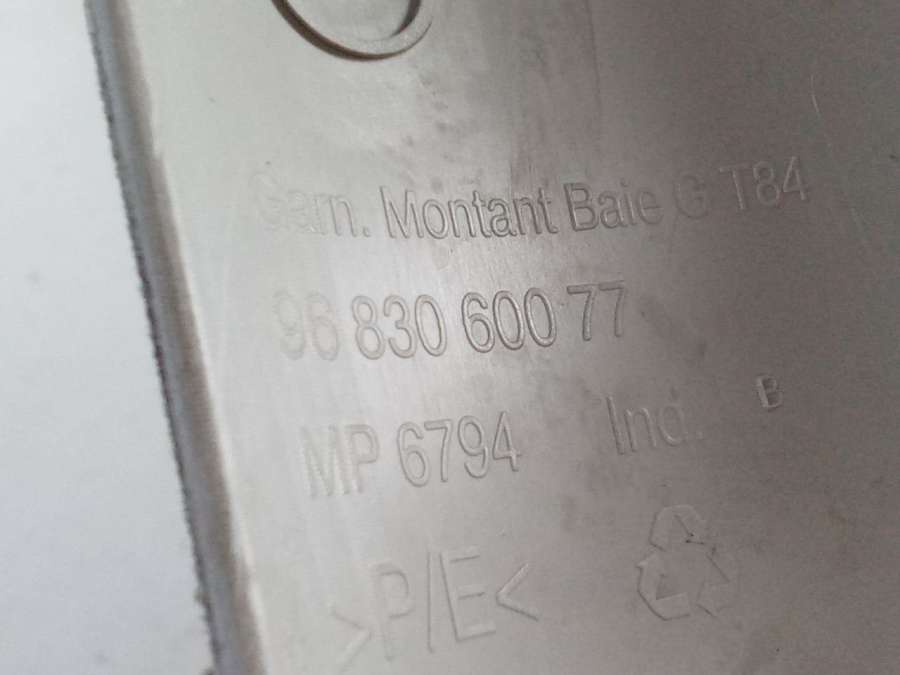 Garn. Montant Baie G T84
96 830 600 77
MP 6794 Ind. B
>P/E<